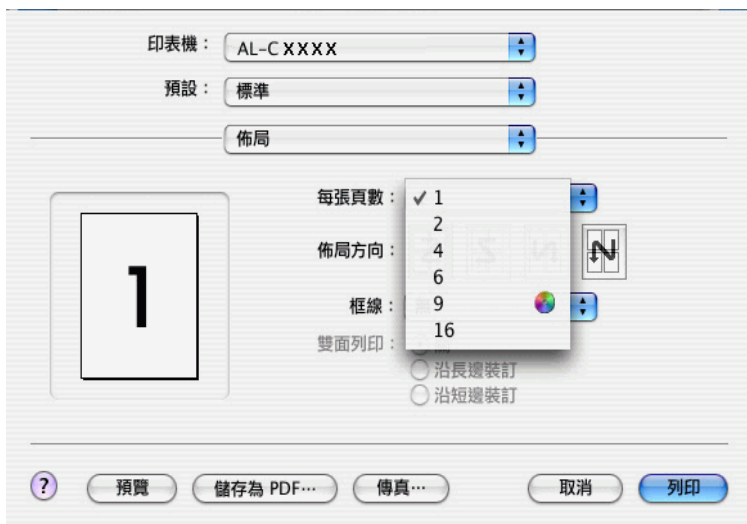 印表機： AL-CXXXX
預設： 標準
佈局
每張頁數： ✓ 1
2
佈局方向： 4
6
1
框線： 9
16
雙面列印：
沿長邊裝訂
沿短邊裝訂
? 預覽 儲存為 PDF⋯ 傳真⋯ 取消 列印